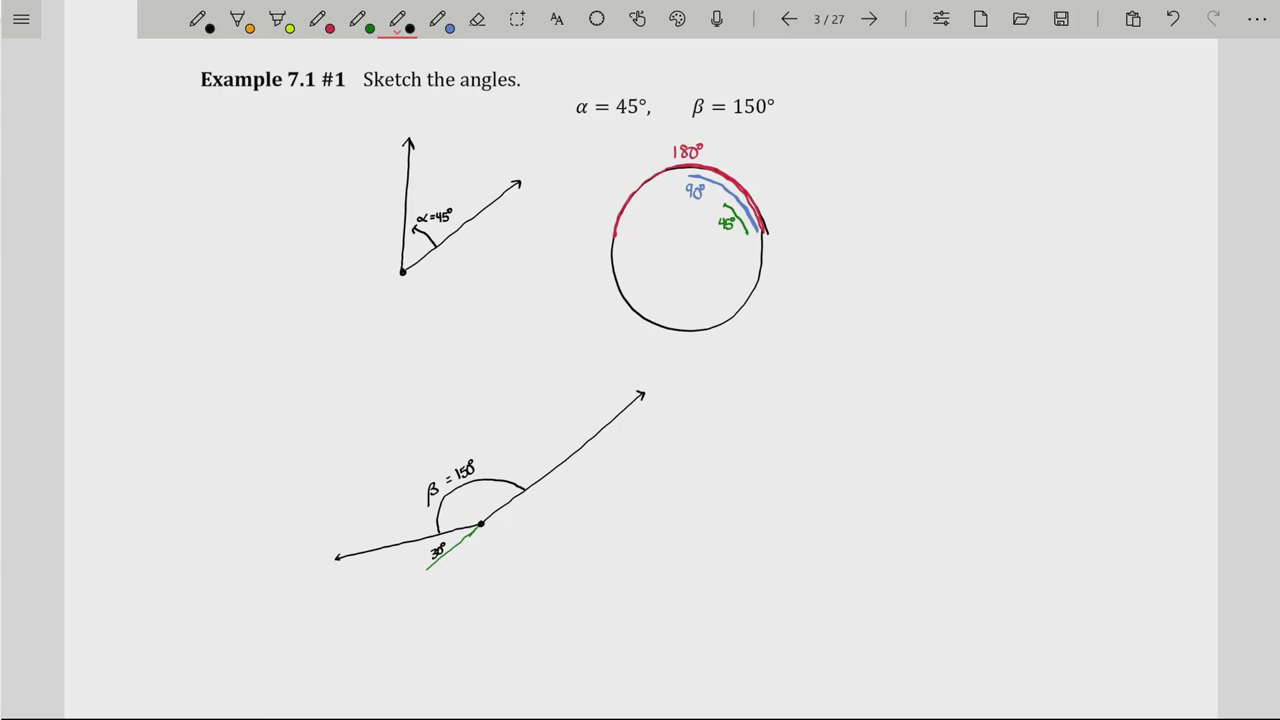 3 / 27
Example 7.1 #1 Sketch the angles.
α = 45°, β = 150°
180°
90°
α = 45°
45°
β = 150°
30°